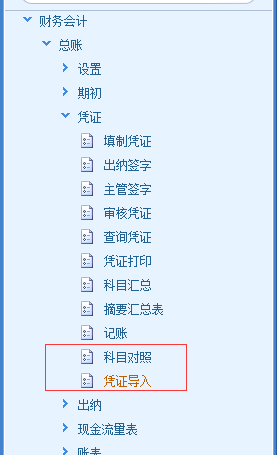 财务会计
总账
设置
期初
凭证
填制凭证
出纳签字
主管签字
审核凭证
查询凭证
凭证打印
科目汇总
摘要汇总表
记账
科目对照
凭证导入
出纳
现金流量表
账表